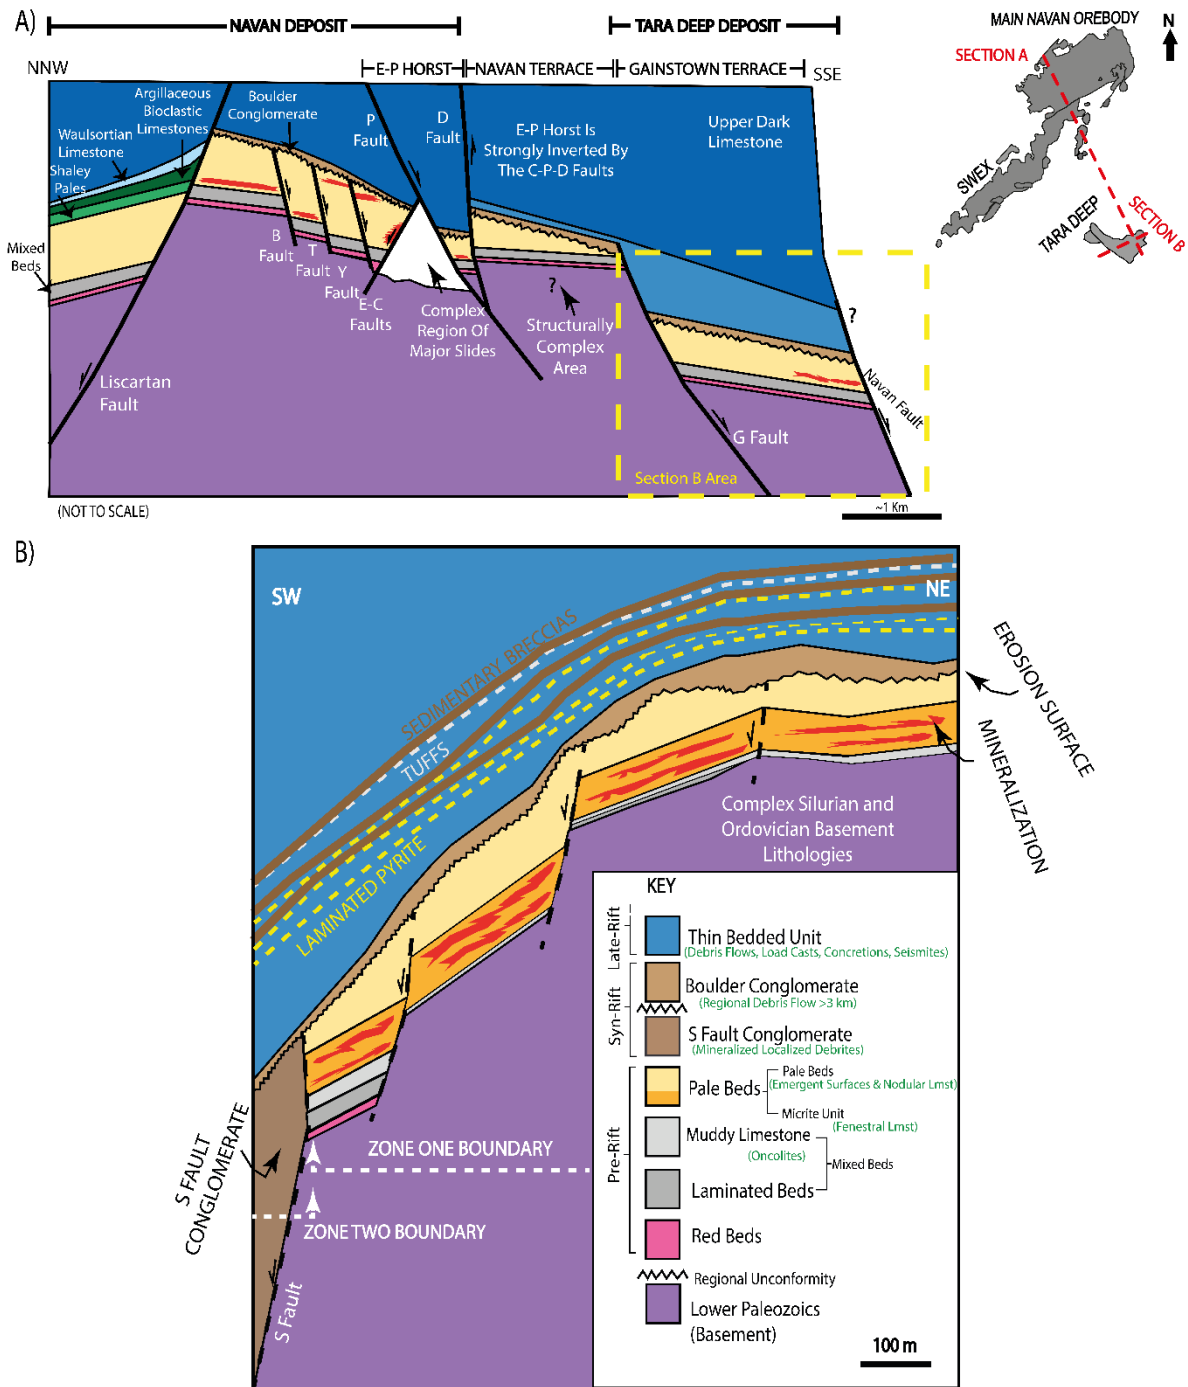 A)
NAVAN DEPOSIT
TARA DEEP DEPOSIT
NNW
E-P HORST
NAVAN TERRACE
GAINSTOWN TERRACE
SSE
Argillaceous
Bioclastic
Limestones
Waulsortian
Limestone
Shaley
Pales
Mixed
Beds
Boulder
Conglomerate
P
Fault
D
Fault
E-P Horst Is
Strongly Inverted By
The C-P-D Faults
Upper Dark
Limestone
B
Fault
T
Fault
Y
Fault
E-C
Faults
Complex
Region Of
Major Slides
?
Structurally
Complex
Area
?
Liscartan
Fault
G Fault
Navan Fault
Section B Area
(NOT TO SCALE)
~1 Km
MAIN NAVAN OREBODY
N
SECTION A
SWEX
TARA DEEP
SECTION B
B)
SW
NE
SEDIMENTARY BRECCIAS
TUFFS
LAMINATED PYRITE
EROSION SURFACE
MINERALIZATION
Complex Silurian and
Ordovician Basement
Lithologies
S FAULT
CONGLOMERATE
ZONE ONE BOUNDARY
ZONE TWO BOUNDARY
S Fault
KEY
Late-Rift
Thin Bedded Unit
(Debris Flows, Load Casts, Concretions, Seismites)
Syn-Rift
Boulder Conglomerate
(Regional Debris Flow >3 km)
S Fault Conglomerate
(Mineralized Localized Debrites)
Pre-Rift
Pale Beds
Pale Beds
(Emergent Surfaces & Nodular Lmst)
Micrite Unit
(Fenestral Lmst)
Muddy Limestone
(Oncolites)
Mixed Beds
Laminated Beds
Red Beds
Regional Unconformity
Lower Paleozoics
(Basement)
100 m